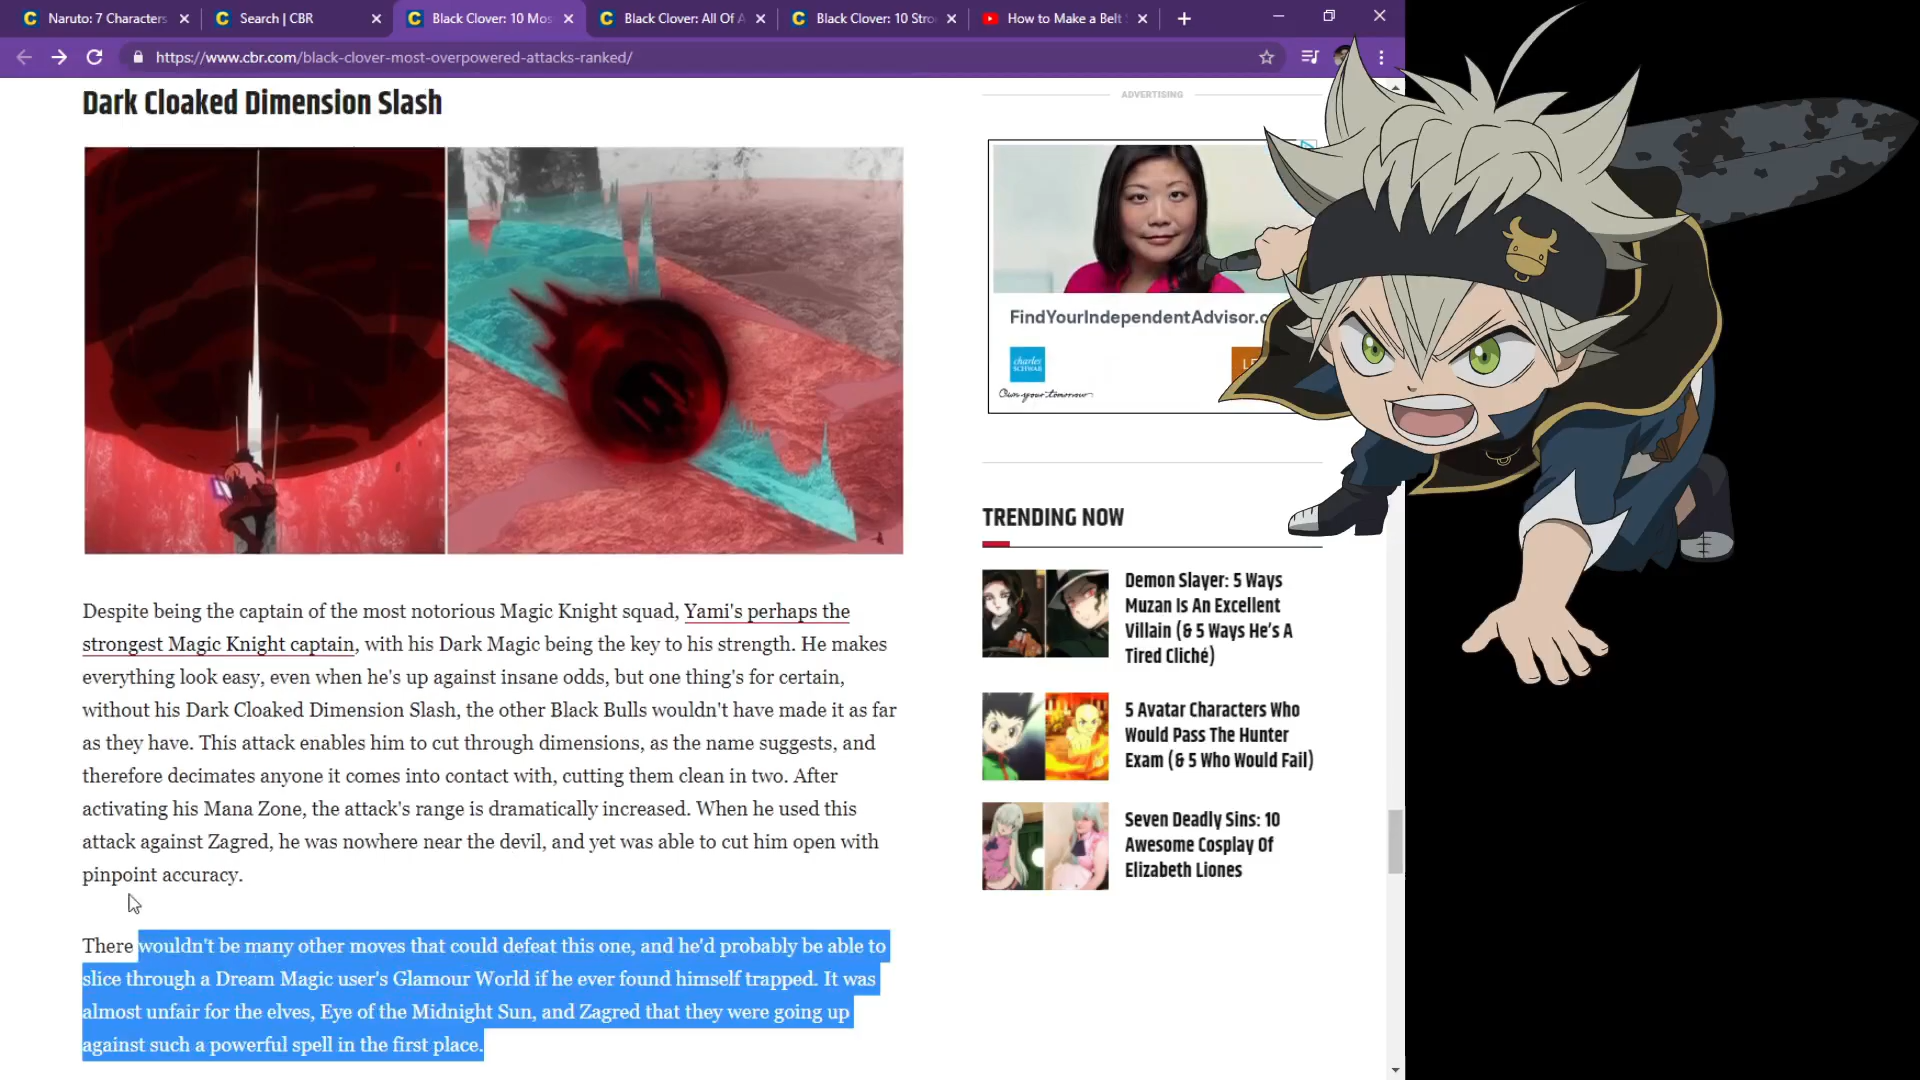 Naruto: 7 Characters
Search | CBR
Black Clover: 10 Mos
Black Clover: All Of A
Black Clover: 10 Stro
How to Make a Belt
https://www.cbr.com/black-clover-most-overpowered-attacks-ranked/
Dark Cloaked Dimension Slash
Despite being the captain of the most notorious Magic Knight squad, Yami's perhaps the
strongest Magic Knight captain, with his Dark Magic being the key to his strength. He makes
everything look easy, even when he's up against insane odds, but one thing's for certain,
without his Dark Cloaked Dimension Slash, the other Black Bulls wouldn't have made it as far
as they have. This attack enables him to cut through dimensions, as the name suggests, and
therefore decimates anyone it comes into contact with, cutting them clean in two. After
activating his Mana Zone, the attack's range is dramatically increased. When he used this
attack against Zagred, he was nowhere near the devil, and yet was able to cut him open with
pinpoint accuracy.
There wouldn't be many other moves that could defeat this one, and he'd probably be able to
slice through a Dream Magic user's Glamour World if he ever found himself trapped. It was
almost unfair for the elves, Eye of the Midnight Sun, and Zagred that they were going up
against such a powerful spell in the first place.
ADVERTISING
FindYourIndependentAdvisor.c
charles
SCHWAB
LE
Own your tomorrow
TRENDING NOW
Demon Slayer: 5 Ways
Muzan Is An Excellent
Villain (& 5 Ways He's A
Tired Cliché)
5 Avatar Characters Who
Would Pass The Hunter
Exam (& 5 Who Would Fail)
Seven Deadly Sins: 10
Awesome Cosplay Of
Elizabeth Liones